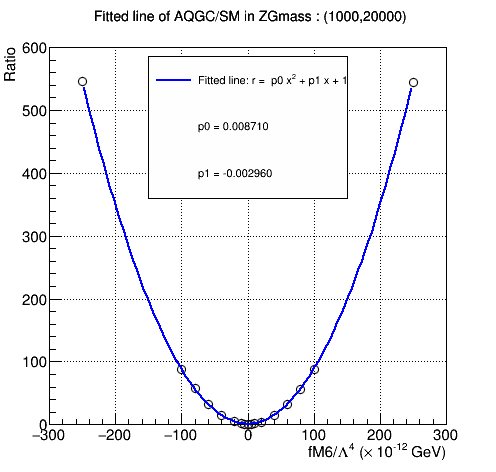 Fitted line of AQGC/SM in ZGmass : (1000,20000)
Ratio
600
500
400
300
200
100
0
Fitted line: r = p0 x² + p1 x + 1
p0 = 0.008710
p1 = -0.002960
−300 −200 −100 0 100 200 300
fM6/Λ⁴ (× 10⁻¹² GeV)